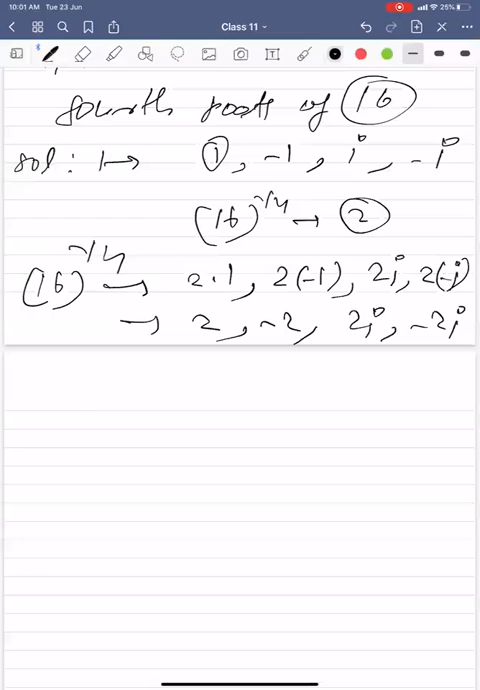 10:01 AM Tue 23 Jun 25%
Class 11
fourth roots of 16
sol: 1→ 1, -1, i, -i
(16)^1/4 → 2
(16)^1/4 → 2·1, 2(-1), 2i, 2(-i)
→ 2, -2, 2i, -2i